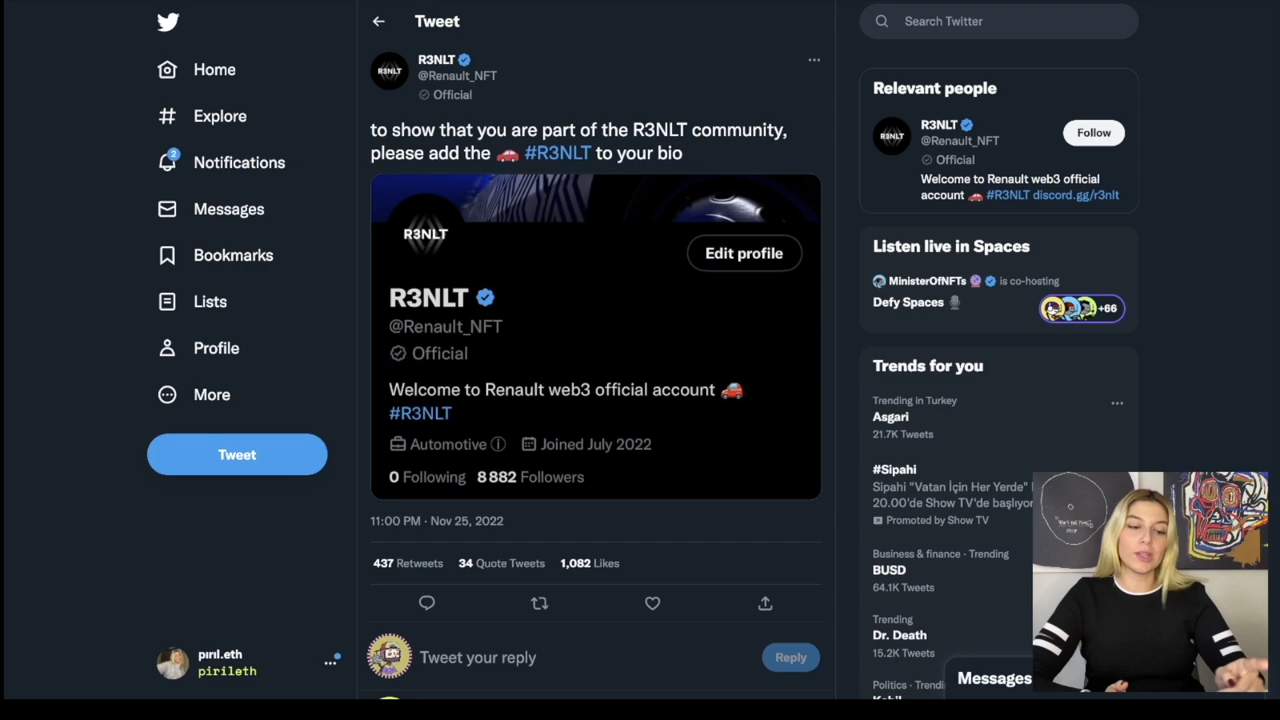 Home
Explore
2
Notifications
Messages
Bookmarks
Lists
Profile
More
Tweet
pırıl.eth
pirileth
Tweet
R3NLT
R3NLT
@Renault_NFT
Official
to show that you are part of the R3NLT community,
please add the 🚗 #R3NLT to your bio
R3NLT
Edit profile
R3NLT
@Renault_NFT
Official
Welcome to Renault web3 official account 🚗
#R3NLT
Automotive
Joined July 2022
0 Following 8 882 Followers
11:00 PM · Nov 25, 2022
437 Retweets 34 Quote Tweets 1,082 Likes
Tweet your reply
Reply
Search Twitter
Relevant people
R3NLT
R3NLT
@Renault_NFT
Official
Follow
Welcome to Renault web3 official
account 🚗 #R3NLT discord.gg/r3nlt
Listen live in Spaces
MinisterOfNFTs 🔮 is co-hosting
Defy Spaces 🎙️
+66
Trends for you
Trending in Turkey
Asgari
21.7K Tweets
#Sipahi
Sipahi "Vatan İçin Her Yerde"
20.00'de Show TV'de başlıyor
Promoted by Show TV
Business & finance · Trending
BUSD
64.1K Tweets
Trending
Dr. Death
15.2K Tweets
Politics · Trendi
Messages